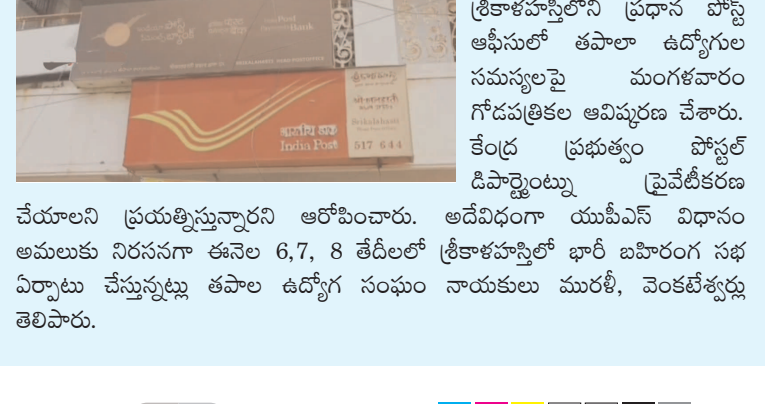 శ్రీకాళహస్తిలోని ప్రధాన పోస్ట్
ఆఫీసులో తపాలా ఉద్యోగుల
సమస్యలపై మంగళవారం
గోడపత్రికల ఆవిష్కరణ చేశారు.
కేంద్ర ప్రభుత్వం పోస్టల్
డిపార్ట్మెంట్ను ప్రైవేటీకరణ
చేయాలని ప్రయత్నిస్తున్నారని ఆరోపించారు. అదేవిధంగా యుపీఎస్ విధానం
అమలుకు నిరసనగా ఈనెల 6,7, 8 తేదీలలో శ్రీకాళహస్తిలో భారీ బహిరంగ సభ
ఏర్పాటు చేస్తున్నట్లు తపాల ఉద్యోగ సంఘం నాయకులు మురళీ, వెంకటేశ్వర్లు
తెలిపారు.
भारतीय डाक
India Post
Srikalahasti
517 644